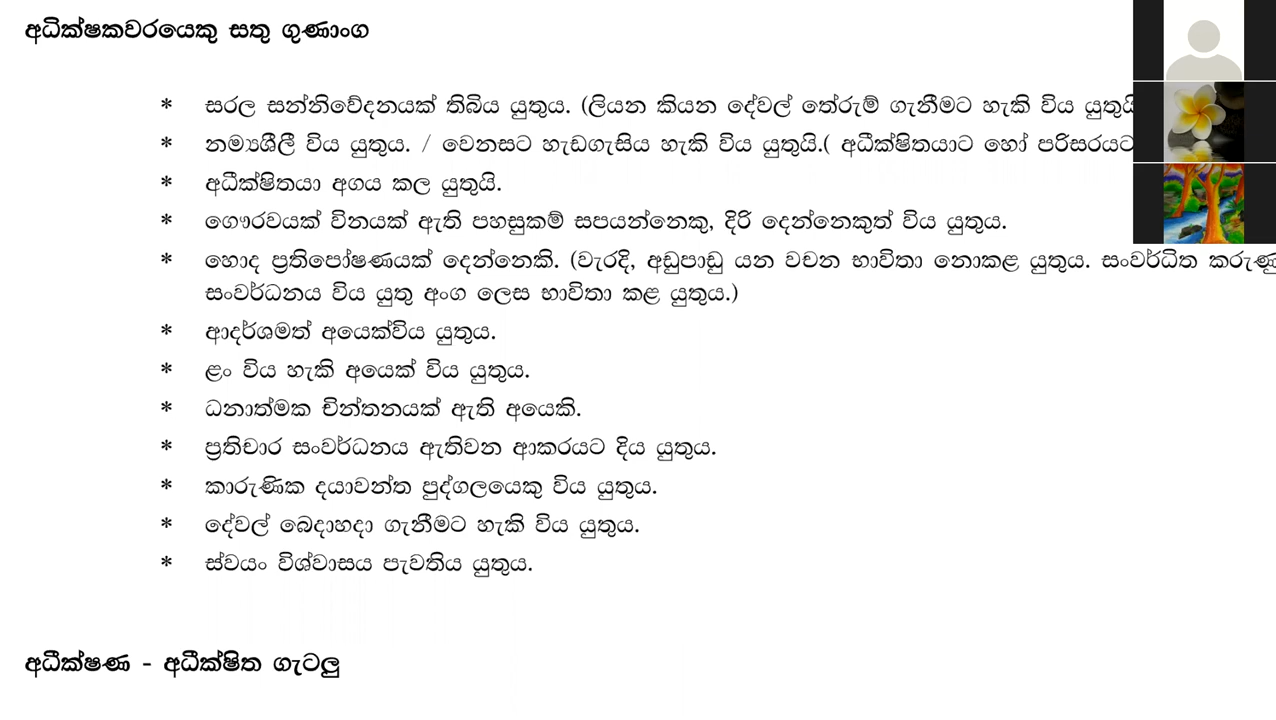 අධික්ෂකවරයෙකු සතු ගුණාංග
* සරල සන්නිවේදනයක් තිබිය යුතුය. (ලියන කියන දේවල් තේරුම් ගැනීමට හැකි විය
* නම්‍යශීලී විය යුතුය. / වෙනසට හැඩගැසිය හැකි විය යුතුයි.( අධීක්ෂිතයාට හෝ පරිසරයට
* අධීක්ෂිතයා අගය කල යුතුයි.
* ගෞරවයක් විනයක් ඇති පහසුකම් සපයන්නෙකු, දිරි දෙන්නෙකුත් විය යුතුය.
* හොද ප්‍රතිපෝෂණයක් දෙන්නෙකි. (වැරදි, අඩුපාඩු යන වචන භාවිතා නොකළ යුතුය. සංවර්ධිත
සංවර්ධනය විය යුතු අංග ලෙස භාවිතා කළ යුතුය.)
* ආදර්ශමත් අයෙක්විය යුතුය.
* ළං විය හැකි අයෙක් විය යුතුය.
* ධනාත්මක චින්තනයක් ඇති අයෙකි.
* ප්‍රතිචාර සංවර්ධනය ඇතිවන ආකරයට දිය යුතුය.
* කාරුණික දයාවන්ත පුද්ගලයෙකු විය යුතුය.
* දේවල් බෙදාහදා ගැනීමට හැකි විය යුතුය.
* ස්වයං විශ්වාසය පැවතිය යුතුය.
අධීක්ෂණ - අධීක්ෂිත ගැටලු